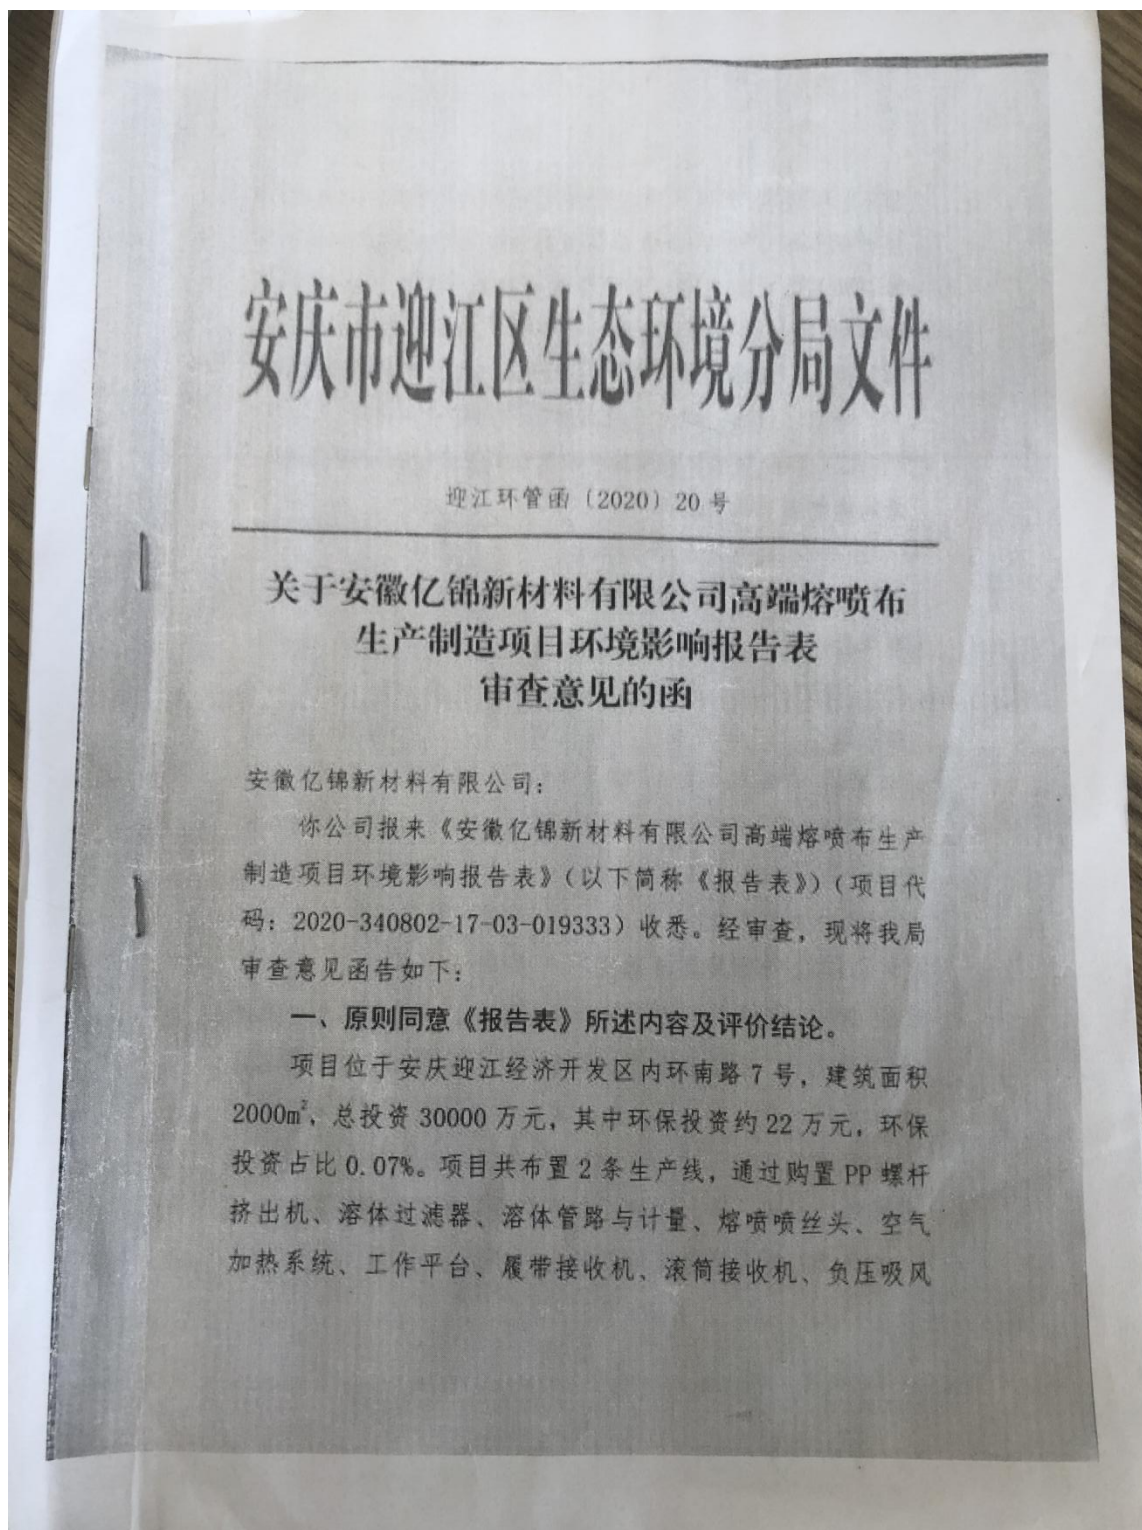 安庆市迎江区生态环境分局文件
迎江环管函〔2020〕20号
关于安徽亿锦新材料有限公司高端熔喷布
生产制造项目环境影响报告表
审查意见的函
安徽亿锦新材料有限公司：
你公司报来《安徽亿锦新材料有限公司高端熔喷布生产
制造项目环境影响报告表》（以下简称《报告表》）（项目代
码：2020-340802-17-03-019333）收悉。经审查，现将我局
审查意见函告如下：
一、原则同意《报告表》所述内容及评价结论。
项目位于安庆迎江经济开发区内环南路7号，建筑面积
2000㎡，总投资30000万元，其中环保投资约22万元，环保
投资占比0.07%。项目共布置2条生产线，通过购置PP螺杆
挤出机、溶体过滤器、溶体管路与计量、熔喷喷丝头、空气
加热系统、工作平台、履带接收机、滚筒接收机、负压吸风